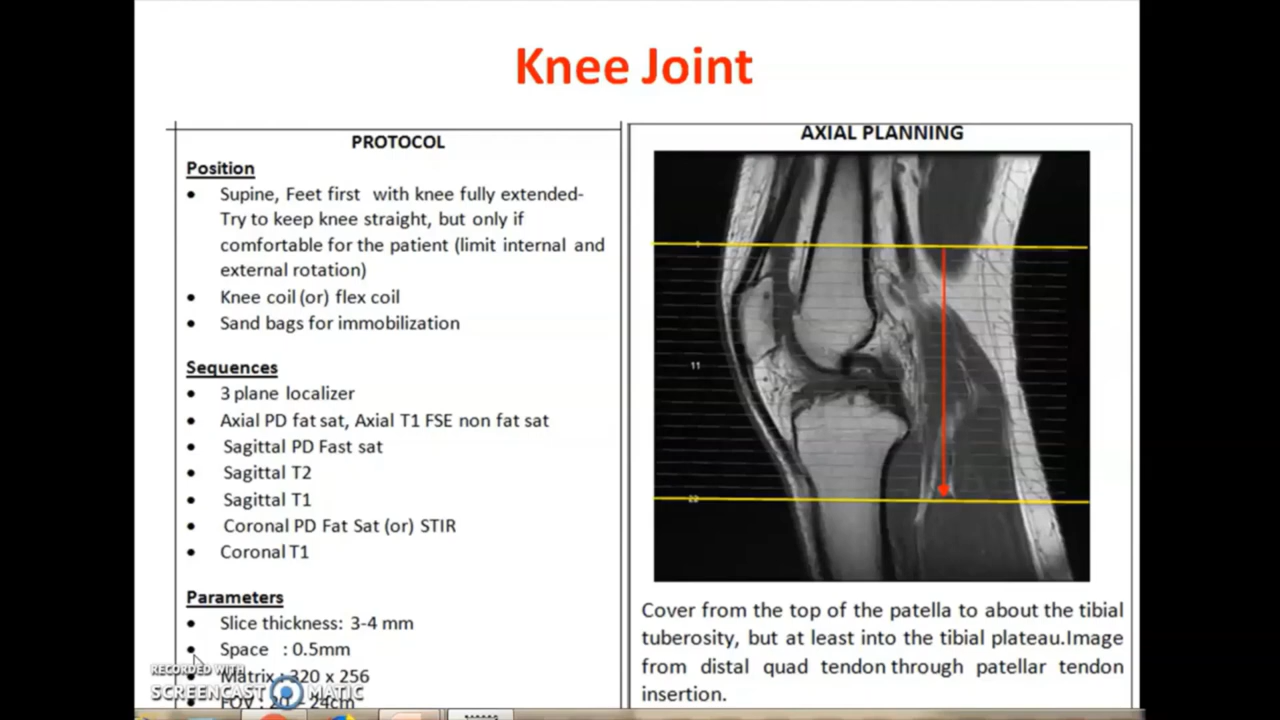 Knee Joint
PROTOCOL
Position
• Supine, Feet first with knee fully extended-
Try to keep knee straight, but only if
comfortable for the patient (limit internal and
external rotation)
• Knee coil (or) flex coil
• Sand bags for immobilization
Sequences
• 3 plane localizer
• Axial PD fat sat, Axial T1 FSE non fat sat
• Sagittal PD Fast sat
• Sagittal T2
• Sagittal T1
• Coronal PD Fat Sat (or) STIR
• Coronal T1
Parameters
• Slice thickness: 3-4 mm
• Space : 0.5mm
• Matrix : 320 x 256
• FOV : 20 - 24cm
AXIAL PLANNING
1
11
Cover from the top of the patella to about the tibial
tuberosity, but at least into the tibial plateau.Image
from distal quad tendon through patellar tendon
insertion.
RECORDED WITH
SCREENCAST MATIC